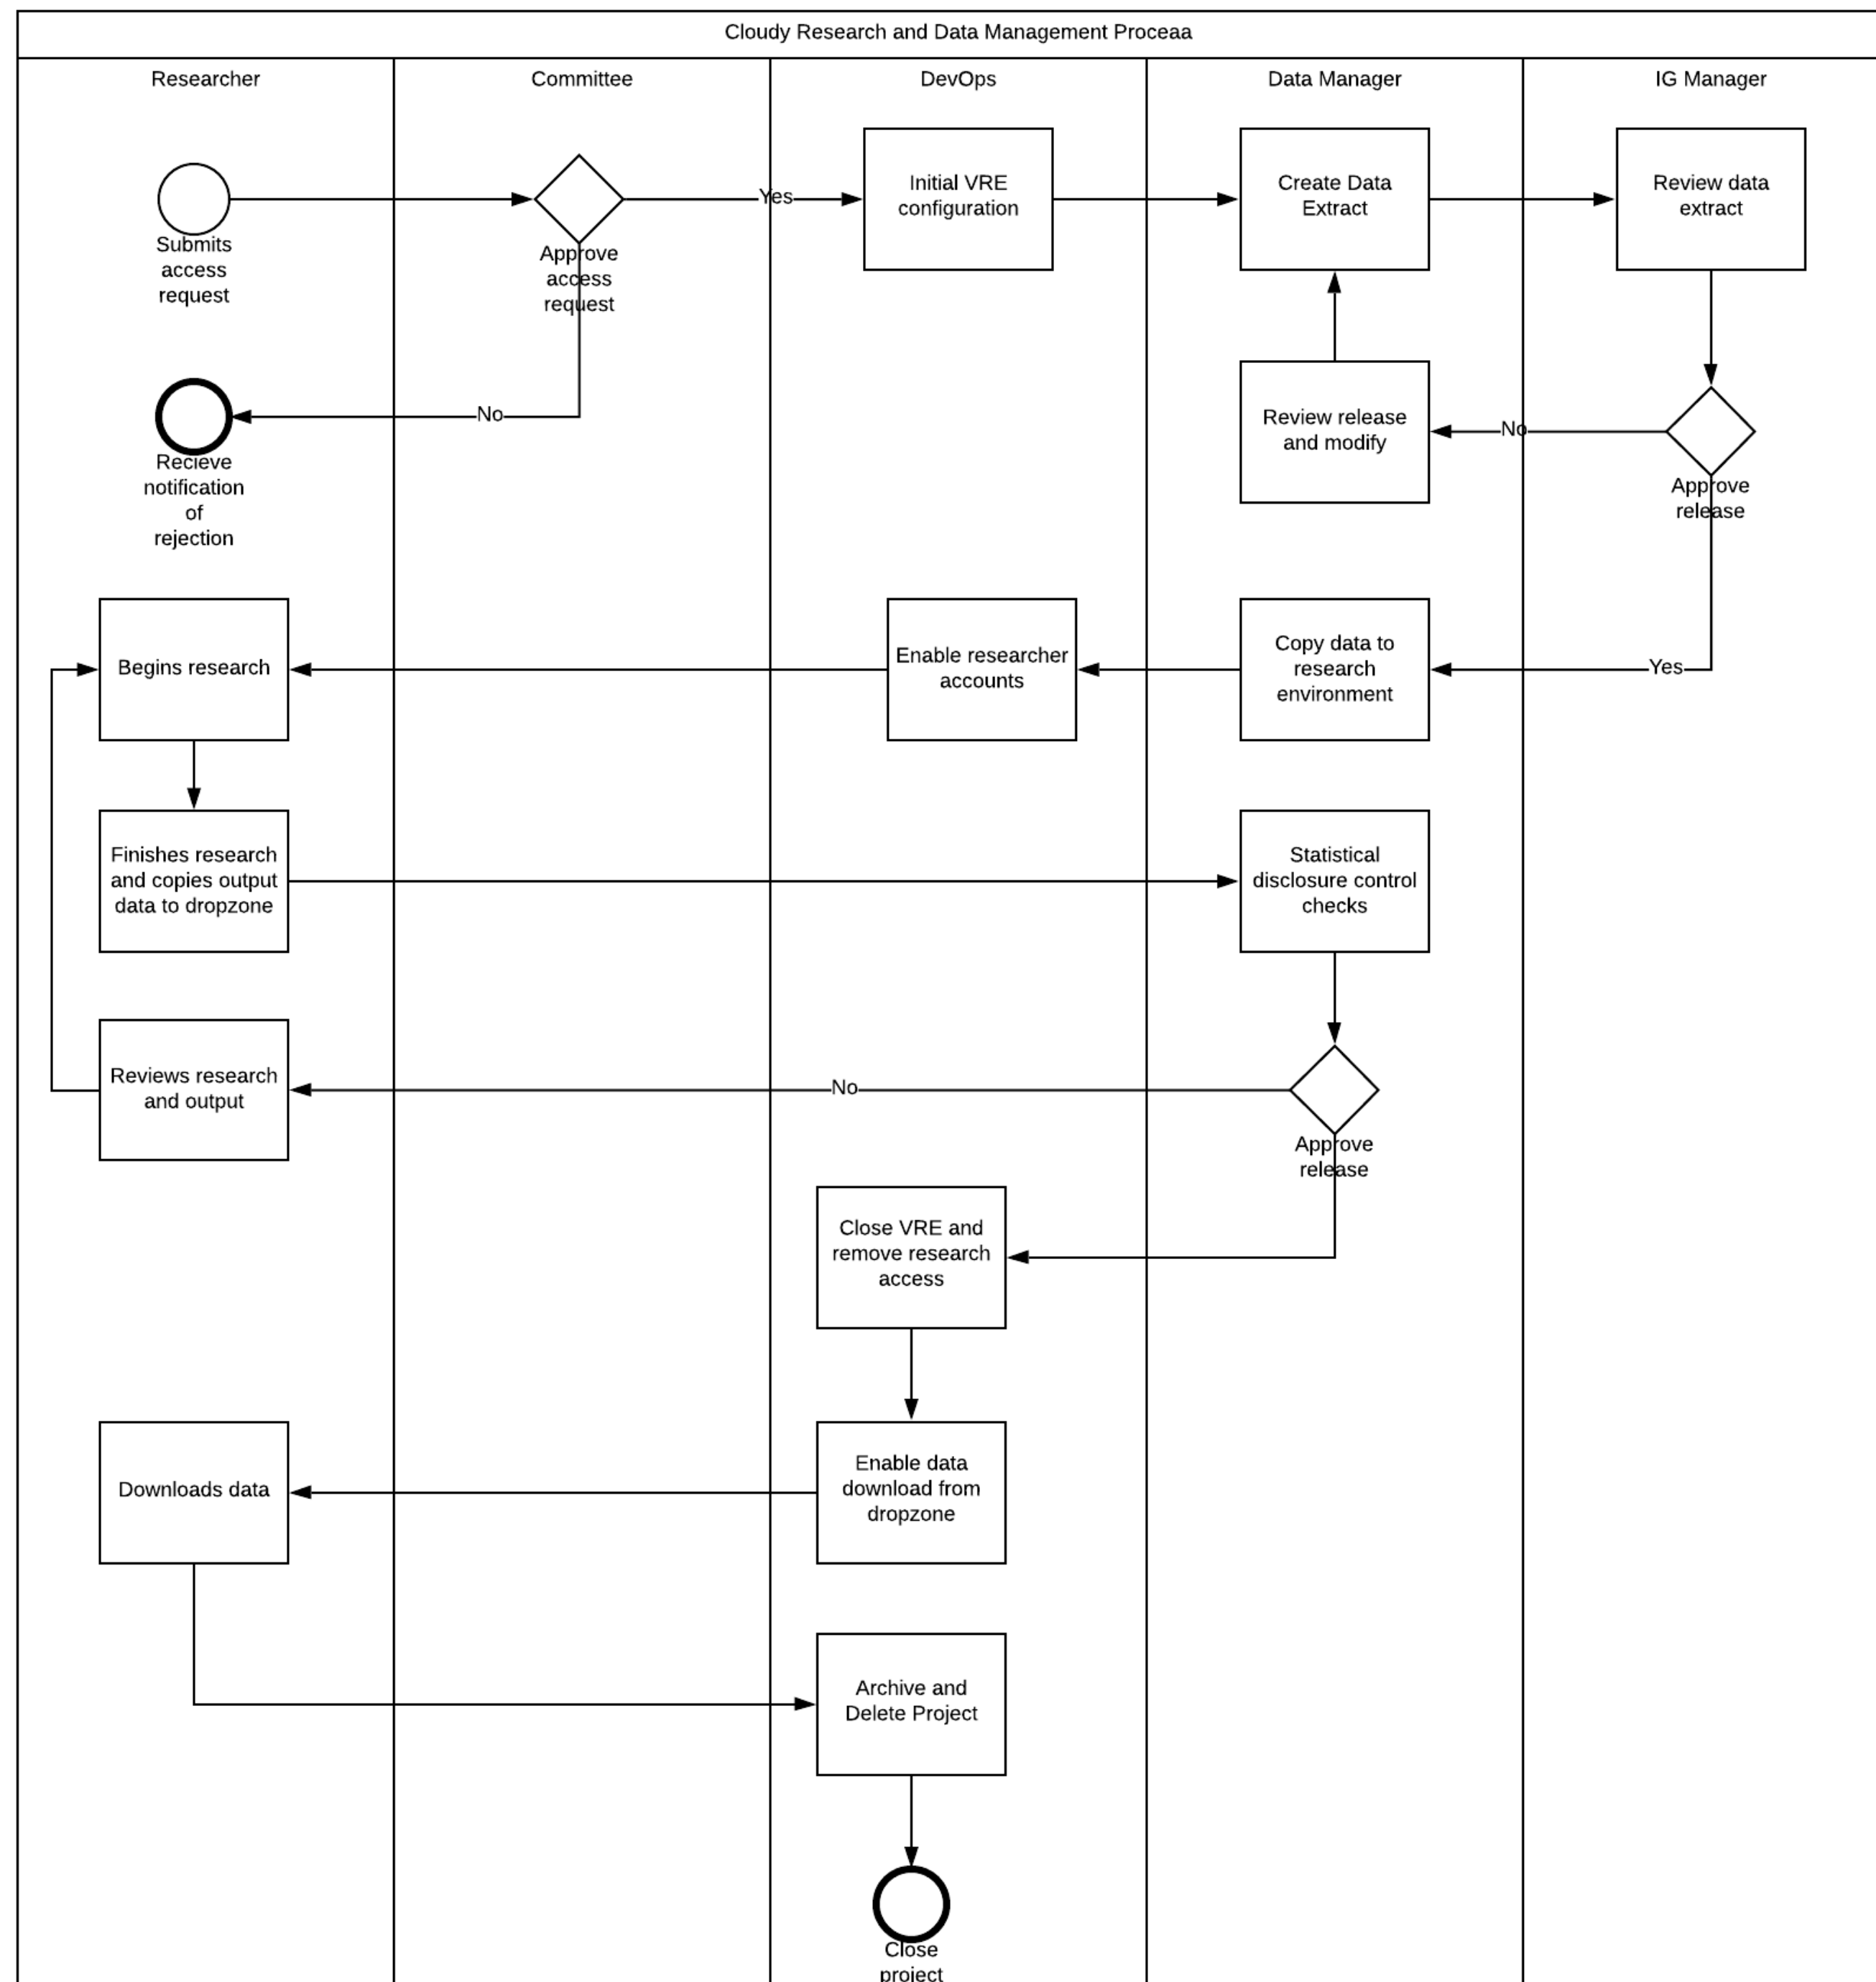 Cloudy Research and Data Management Proceaa
Researcher
Committee
DevOps
Data Manager
IG Manager
Submits
access
request
Approve
access
request
Yes
Initial VRE
configuration
Create Data
Extract
Review data
extract
No
Recieve
notification
of
rejection
Review release
and modify
No
Approve
release
Begins research
Enable researcher
accounts
Copy data to
research
environment
Yes
Finishes research
and copies output
data to dropzone
Statistical
disclosure control
checks
Reviews research
and output
No
Approve
release
Close VRE and
remove research
access
Downloads data
Enable data
download from
dropzone
Archive and
Delete Project
Close
project